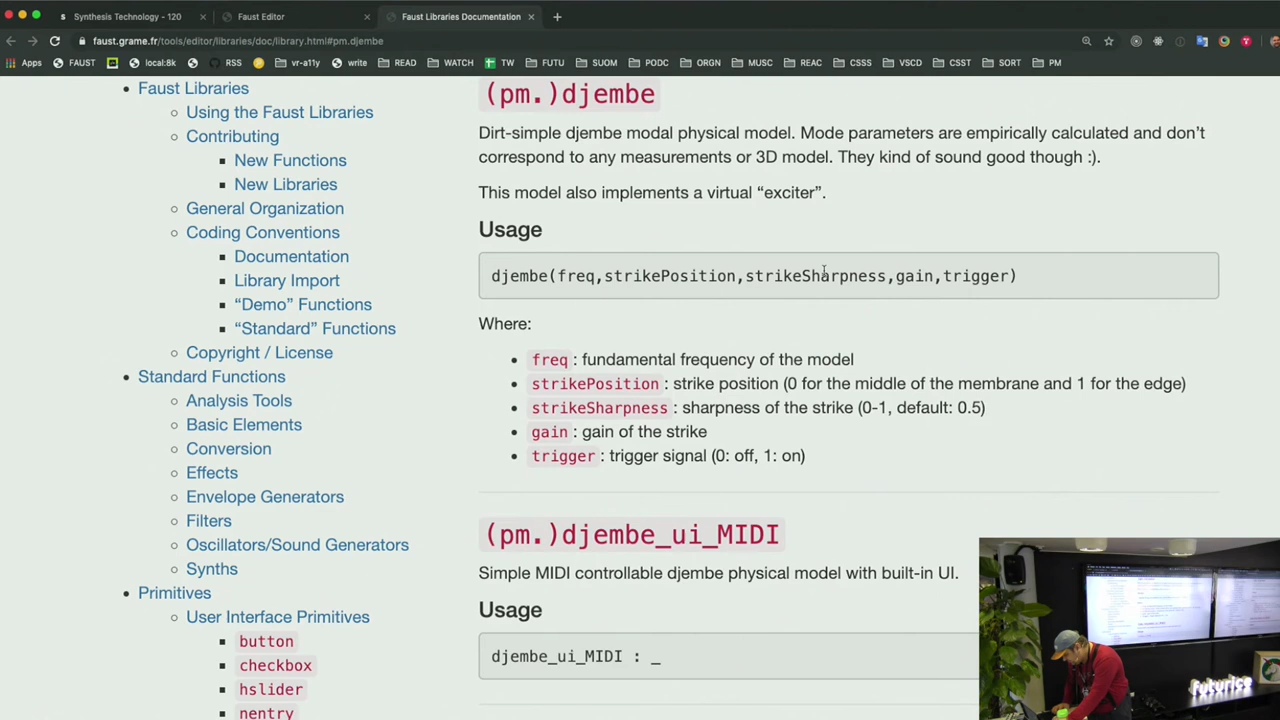 Synthesis Technology - 120
Faust Editor
Faust Libraries Documentation
faust.grame.fr/tools/editor/libraries/doc/library.html#pm.djembe
Apps FAUST local:8k RSS vr-a11y write READ WATCH TW FUTU SUOM PODC ORGN MUSC REAC CSSS VSCD CSST SORT PM
Faust Libraries
Using the Faust Libraries
Contributing
New Functions
New Libraries
General Organization
Coding Conventions
Documentation
Library Import
“Demo” Functions
“Standard” Functions
Copyright / License
Standard Functions
Analysis Tools
Basic Elements
Conversion
Effects
Envelope Generators
Filters
Oscillators/Sound Generators
Synths
Primitives
User Interface Primitives
button
checkbox
hslider
nentry
(pm.)djembe
Dirt-simple djembe modal physical model. Mode parameters are empirically calculated and don’t
correspond to any measurements or 3D model. They kind of sound good though :).
This model also implements a virtual “exciter”.
Usage
djembe(freq,strikePosition,strikeSharpness,gain,trigger)
Where:
freq: fundamental frequency of the model
strikePosition: strike position (0 for the middle of the membrane and 1 for the edge)
strikeSharpness: sharpness of the strike (0-1, default: 0.5)
gain: gain of the strike
trigger: trigger signal (0: off, 1: on)
(pm.)djembe_ui_MIDI
Simple MIDI controllable djembe physical model with built-in UI.
Usage
djembe_ui_MIDI : _
futurice